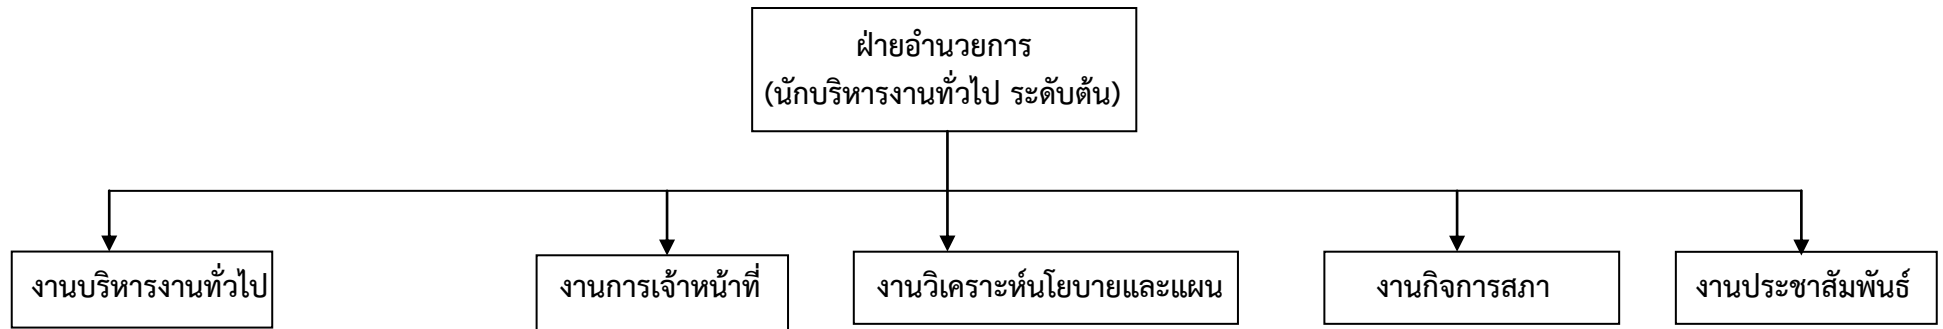 ฝ่ายอำนวยการ
(นักบริหารงานทั่วไป ระดับต้น)
งานบริหารงานทั่วไป
งานการเจ้าหน้าที่
งานวิเคราะห์นโยบายและแผน
งานกิจการสภา
งานประชาสัมพันธ์